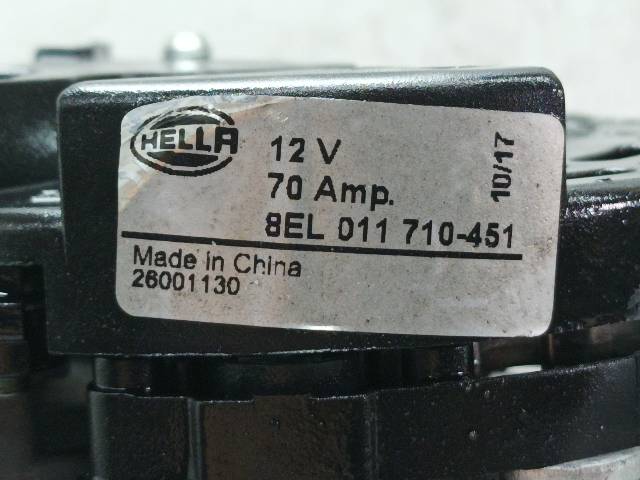 HELLA
12 V
70 Amp.
8EL 011 710-451
10/17
Made in China
26001130